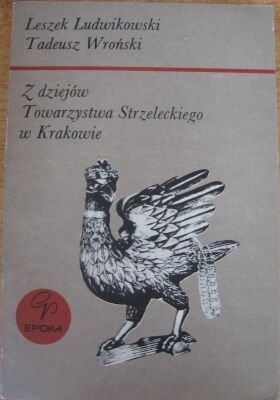 Leszek Ludwikowski
Tadeusz Wroński
Z dziejów
Towarzystwa Strzeleckiego
w Krakowie
EPOKA